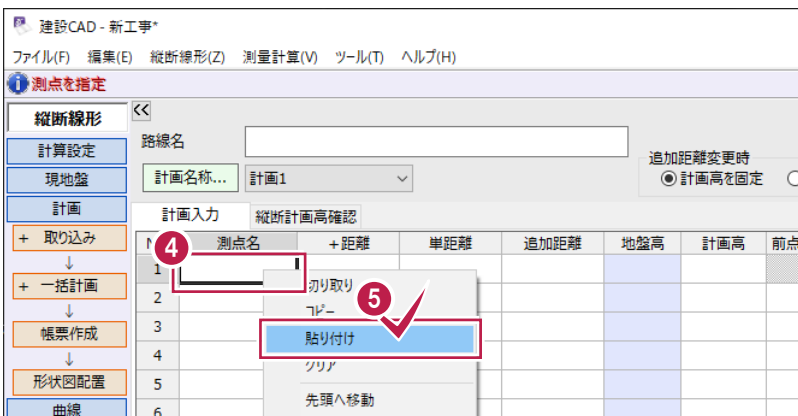 建設CAD - 新工事*
ファイル(F) 編集(E) 縦断線形(Z) 測量計算(V) ツール(T) ヘルプ(H)
測点を指定
縦断線形
計算設定
現地盤
計画
+ 取り込み
↓
+ 一括計画
↓
帳票作成
↓
形状図配置
曲線
<<
路線名
追加距離変更時
計画名称... 計画1 計画高を固定
計画入力 縦断計画高確認
測点名 +距離 単距離 追加距離 地盤高 計画高 前点
1
2
3
4
5
6
4
切り取り
コピー
5
貼り付け
クリア
先頭へ移動